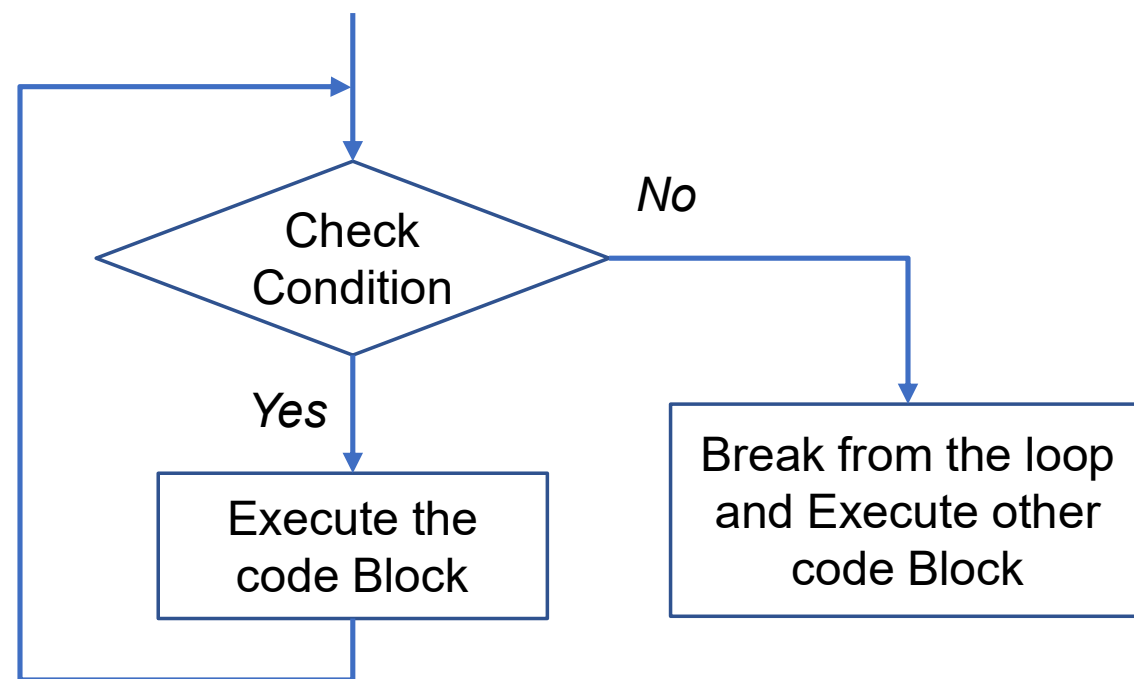 Check
Condition
No
Yes
Execute the
code Block
Break from the loop
and Execute other
code Block